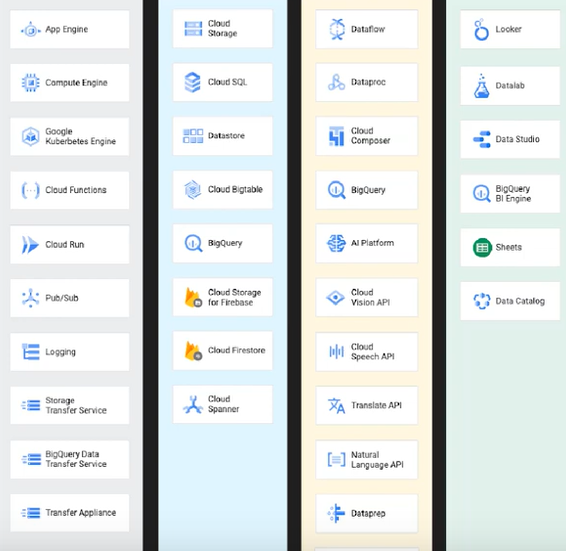 App Engine
Compute Engine
Google
Kubernetes Engine
Cloud Functions
Cloud Run
Pub/Sub
Logging
Storage
Transfer Service
BigQuery Data
Transfer Service
Transfer Appliance
Cloud
Storage
Cloud SQL
Datastore
Cloud Bigtable
BigQuery
Cloud Storage
for Firebase
Cloud Firestore
Cloud
Spanner
Dataflow
Dataproc
Cloud
Composer
BigQuery
AI Platform
Cloud
Vision API
Cloud
Speech API
Translate API
Natural
Language API
Dataprep
Looker
Datalab
Data Studio
BigQuery
BI Engine
Sheets
Data Catalog